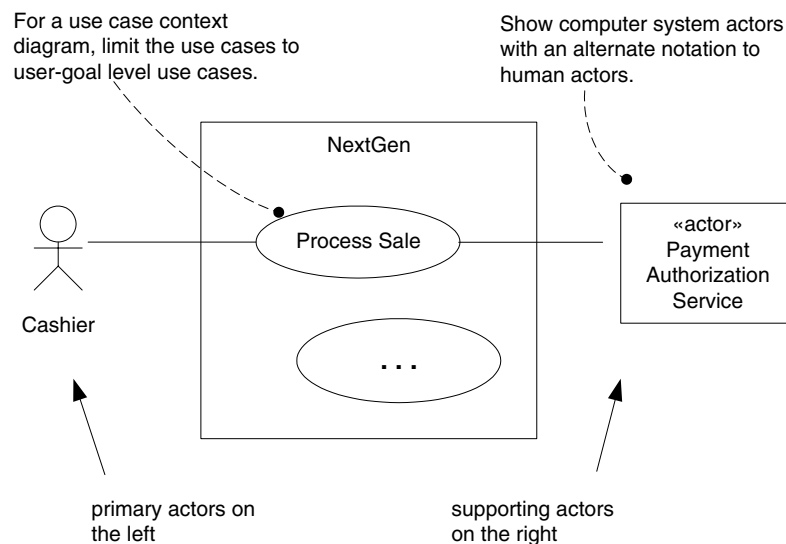 For a use case context
diagram, limit the use cases to
user-goal level use cases.
Show computer system actors
with an alternate notation to
human actors.
NextGen
Process Sale
«actor»
Payment
Authorization
Service
Cashier
. . .
primary actors on
the left
supporting actors
on the right